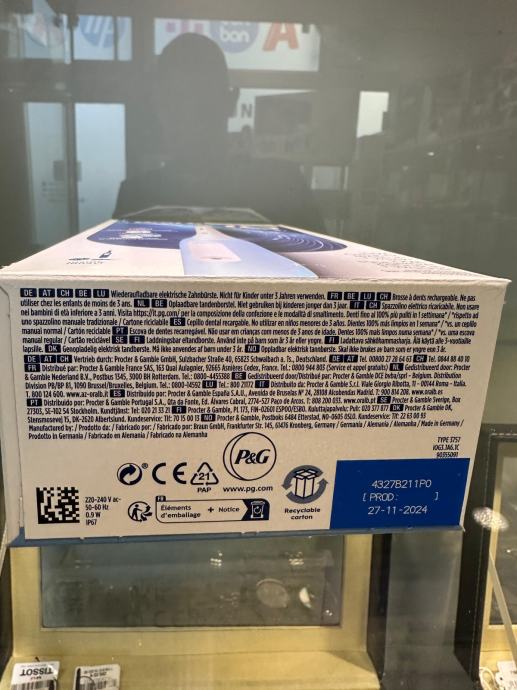 DE AT CH BE LU Wiederaufladbare elektrische Zahnbürste. Nicht für Kinder unter 3 Jahren verwenden. FR BE LU CH Brosse à dents rechargeable. Ne pas
utiliser chez les enfants de moins de 3 ans. NL BE Oplaadbare tandenborstel. Niet gebruiken bij kinderen jonger dan 3 jaar. IT CH Spazzolino elettrico ricaricabile. Non usare
nei bambini di età inferiore a 3 anni. Visita https://it.pg.com/ per la composizione della confezione e le modalità di smaltimento. Denti fino al 100% più puliti in 1 settimana* / *rispetto ad
uno spazzolino manuale tradizionale / Cartone riciclabile ES Cepillo dental recargable. No utilizar en niños menores de 3 años. Dientes 100% más limpios en 1 semana* / *vs. un cepillo
manual normal / Cartón reciclable PT Escova de dentes recarregável. Não usar em crianças com menos de 3 anos de idade. Dentes 100% mais limpos numa semana* / *vs. uma escova
manual regular / Cartão reciclável SE FI Laddningsbar eltandborste. Använd inte på barn som är 3 år eller yngre. FI Ladattava sähköhammasharja. Älä käytä alle 3-vuotiaille
lapsille. DK Genopladelig elektrisk tandbørste. Må ikke anvendes af børn under 3 år. NO Oppladbar elektrisk tannbørste. Skal ikke brukes av barn som er yngre enn 3 år.
DE AT CH Vertrieb durch: Procter & Gamble GmbH, Sulzbacher Straße 40, 65823 Schwalbach a. Ts., Deutschland. DE AT Tel. 00800 27 28 64 63 CH Tel. 0844 88 40 10
FR Distribué par: Procter & Gamble France SAS, 163 Quai Aulagnier, 92665 Asnières Cedex, France. Tel.: 0800 944 803 (Service et appel gratuits) NL Gedistribueerd door: Procter &
Gamble Nederland B.V., Postbus 1345, 3000 BH Rotterdam. Tel.: 0800-4455388 BE Gedistribueerd door/Distribué par: Procter & Gamble DCE bvba/sprl - Belgium. Distribution
Division PB/BP 81, 1090 Brussel/Bruxelles, Belgium. Tel.: 0800-14592 LU Tel.: 800 21172 IT Distribuito da: Procter & Gamble S.r.l. Viale Giorgio Ribotta, 11 - 00144 Roma - Italia.
T. 800 124 600. www.az-oralb.it ES Distribuido por: Procter & Gamble España S.A.U., Avenida de Bruselas Nº 24, 28108 Alcobendas Madrid. T. 900 814 208. www.oralb.es
PT Distribuido por: Procter & Gamble Portugal S.A., Qta da Fonte, Ed. Álvares Cabral, 2774-527 Paço de Arcos. T. 808 200 033. www.oralb.pt SE Procter & Gamble Sverige, Box
27303, SE-102 54 Stockholm. Kundtjänst: Tel: 020 21 33 21 FI Procter & Gamble, PL 173, FIN-02601 ESPOO/ESBO. Kuluttajapalvelu: Puh: 020 377 877 DK Procter & Gamble DK,
Stensmosevej 15, DK-2620 Albertslund. Kundeservice: Tlf: 70 15 00 13 NO Procter & Gamble, Postboks 6484 Etterstad, NO-0605 OSLO. Kundeservice: Tlf: 22 63 00 93
Manufactured by: / Produto da: / Fabricado por: / Fabricado por: / Braun GmbH, Frankfurter Str. 145, 61476 Kronberg, Germany / Germania / Alemania / Alemanha / Made in Germany /
Prodotto in Germania / Fabricado en Alemania / Fabricado na Alemanha
TYPE 3757
90355091
P&G
www.pg.com
CE
21
PAP
220-240 V ac~
50-60 Hz
0.9 W
IP67
FR
Éléments
d'emballage + Notice
Recyclable
carton
4327B211P0
[ PROD: ]
27-11-2024
TISSOT